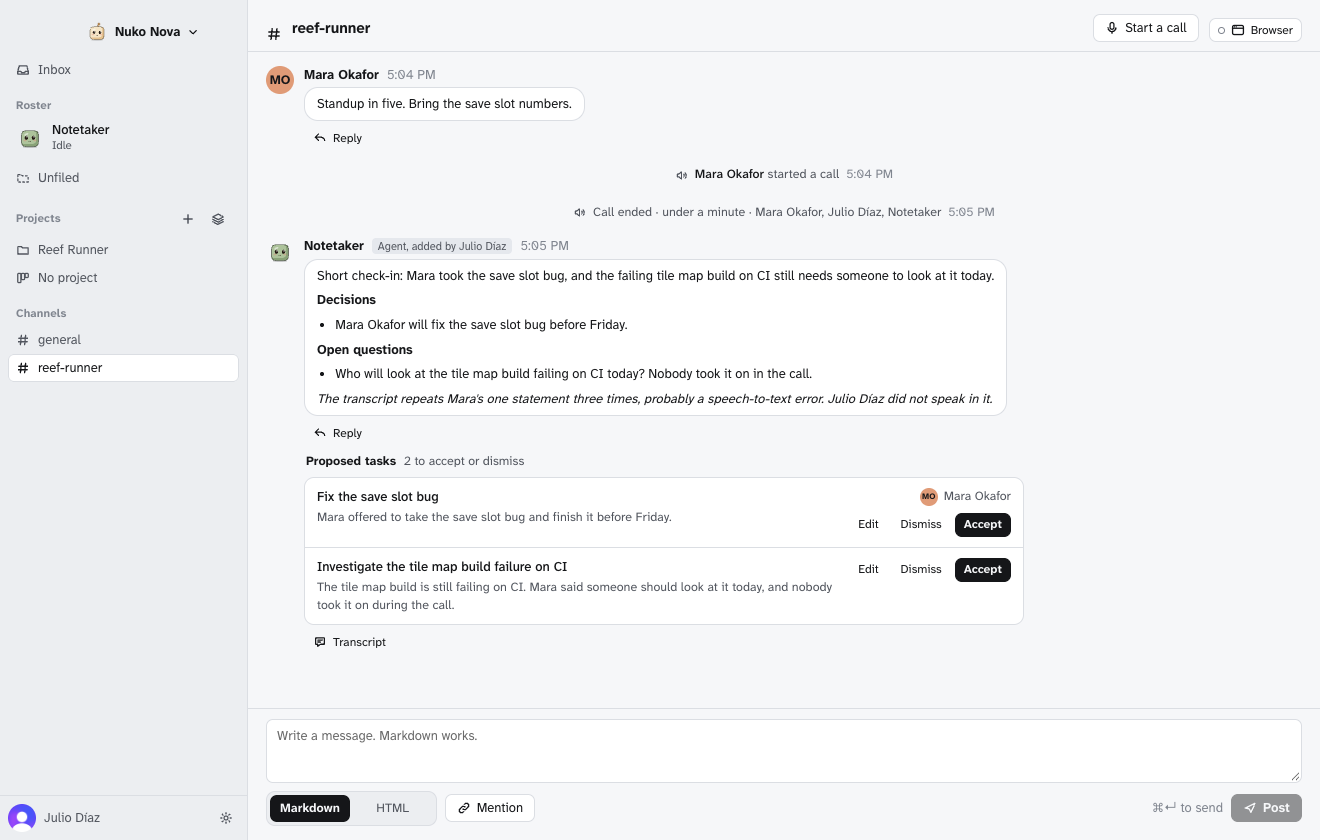 Nuko Nova
Inbox
Roster
Notetaker
Idle
Unfiled
Projects
Reef Runner
No project
Channels
general
reef-runner
Julio Díaz
# reef-runner
Start a call
Browser
MO
Mara Okafor 5:04 PM
Standup in five. Bring the save slot numbers.
Reply
Mara Okafor started a call 5:04 PM
Call ended · under a minute · Mara Okafor, Julio Díaz, Notetaker 5:05 PM
Notetaker Agent, added by Julio Díaz 5:05 PM
Short check-in: Mara took the save slot bug, and the failing tile map build on CI still needs someone to look at it today.
Decisions
• Mara Okafor will fix the save slot bug before Friday.
Open questions
• Who will look at the tile map build failing on CI today? Nobody took it on in the call.
The transcript repeats Mara's one statement three times, probably a speech-to-text error. Julio Díaz did not speak in it.
Reply
Proposed tasks 2 to accept or dismiss
Fix the save slot bug
MO Mara Okafor
Mara offered to take the save slot bug and finish it before Friday.
Edit Dismiss Accept
Investigate the tile map build failure on CI
Edit Dismiss Accept
The tile map build is still failing on CI. Mara said someone should look at it today, and nobody
took it on during the call.
Transcript
Write a message. Markdown works.
Markdown HTML Mention
⌘↵ to send Post